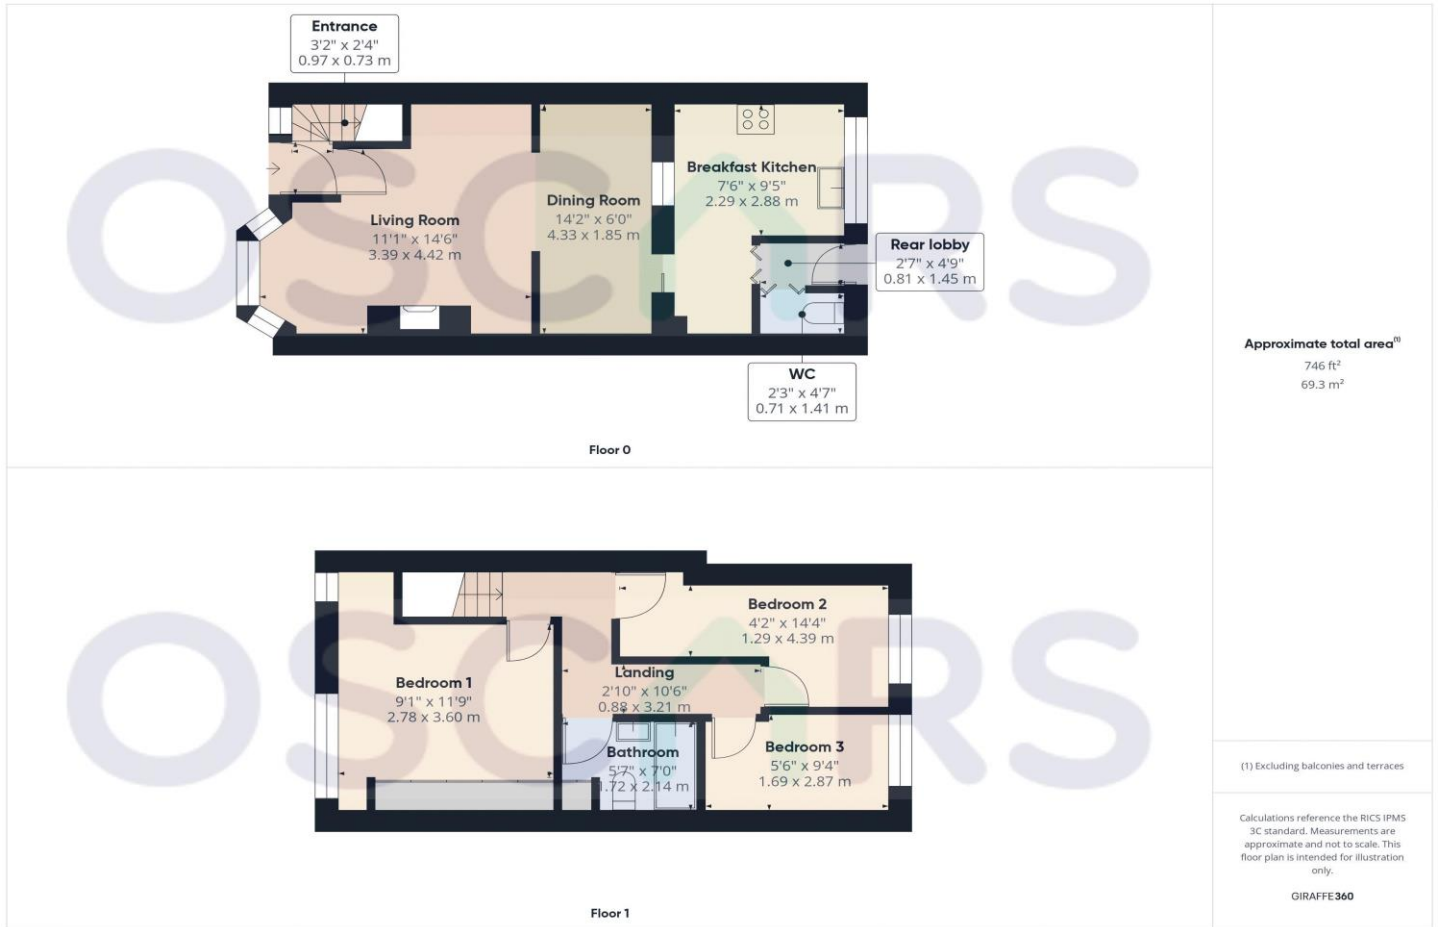 Entrance
3'2" x 2'4"
0.97 x 0.73 m
Breakfast Kitchen
7'6" x 9'5"
2.29 x 2.88 m
Dining Room
14'2" x 6'0"
4.33 x 1.85 m
Living Room
11'1" x 14'6"
3.39 x 4.42 m
Rear lobby
2'7" x 4'9"
0.81 x 1.45 m
WC
2'3" x 4'7"
0.71 x 1.41 m
OSCARS
Floor 0
Bedroom 2
4'2" x 14'4"
1.29 x 4.39 m
Landing
2'10" x 10'6"
0.88 x 3.21 m
Bedroom 1
9'1" x 11'9"
2.78 x 3.60 m
Bathroom
5'7" x 7'0"
1.72 x 2.14 m
Bedroom 3
5'6" x 9'4"
1.69 x 2.87 m
OSCARS
Floor 1
Approximate total area(1)
746 ft²
69.3 m²
(1) Excluding balconies and terraces
Calculations reference the RICS IPMS
3C standard. Measurements are
approximate and not to scale. This
floor plan is intended for illustration
only.
GIRAFFE360